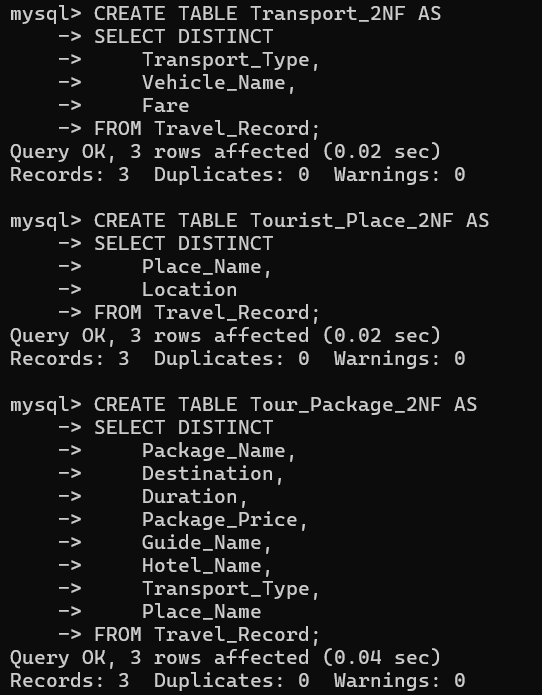 mysql> CREATE TABLE Transport_2NF AS
    -> SELECT DISTINCT
    ->     Transport_Type,
    ->     Vehicle_Name,
    ->     Fare
    -> FROM Travel_Record;
Query OK, 3 rows affected (0.02 sec)
Records: 3  Duplicates: 0  Warnings: 0

mysql> CREATE TABLE Tourist_Place_2NF AS
    -> SELECT DISTINCT
    ->     Place_Name,
    ->     Location
    -> FROM Travel_Record;
Query OK, 3 rows affected (0.02 sec)
Records: 3  Duplicates: 0  Warnings: 0

mysql> CREATE TABLE Tour_Package_2NF AS
    -> SELECT DISTINCT
    ->     Package_Name,
    ->     Destination,
    ->     Duration,
    ->     Package_Price,
    ->     Guide_Name,
    ->     Hotel_Name,
    ->     Transport_Type,
    ->     Place_Name
    -> FROM Travel_Record;
Query OK, 3 rows affected (0.04 sec)
Records: 3  Duplicates: 0  Warnings: 0